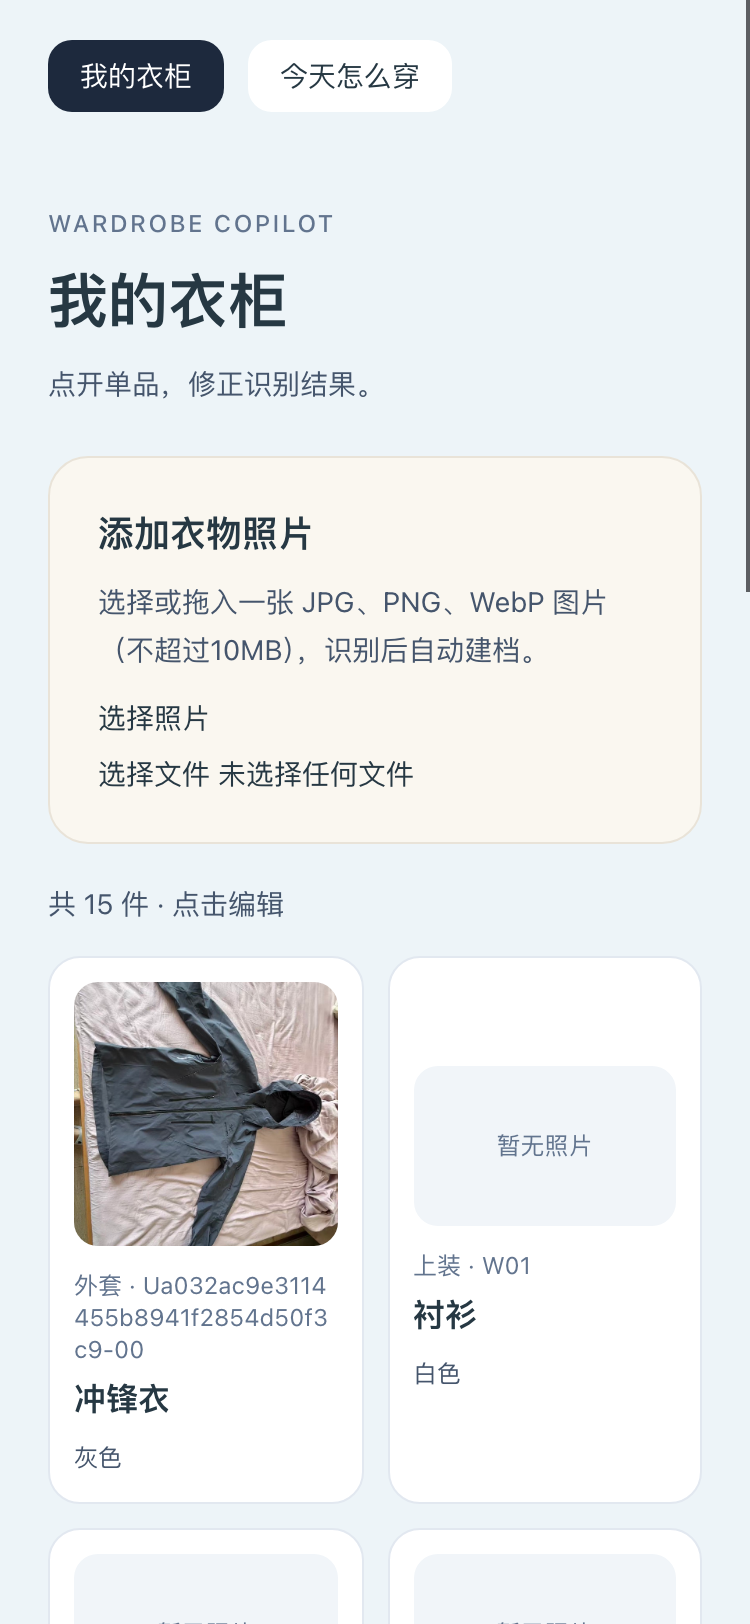 我的衣柜
今天怎么穿
WARDROBE COPILOT
我的衣柜
点开单品，修正识别结果。
添加衣物照片
选择或拖入一张 JPG、PNG、WebP 图片
（不超过10MB），识别后自动建档。
选择照片
选择文件 未选择任何文件
共 15 件 · 点击编辑
外套 · Ua032ac9e3114
455b8941f2854d50f3
c9-00
冲锋衣
灰色
暂无照片
上装 · W01
衬衫
白色